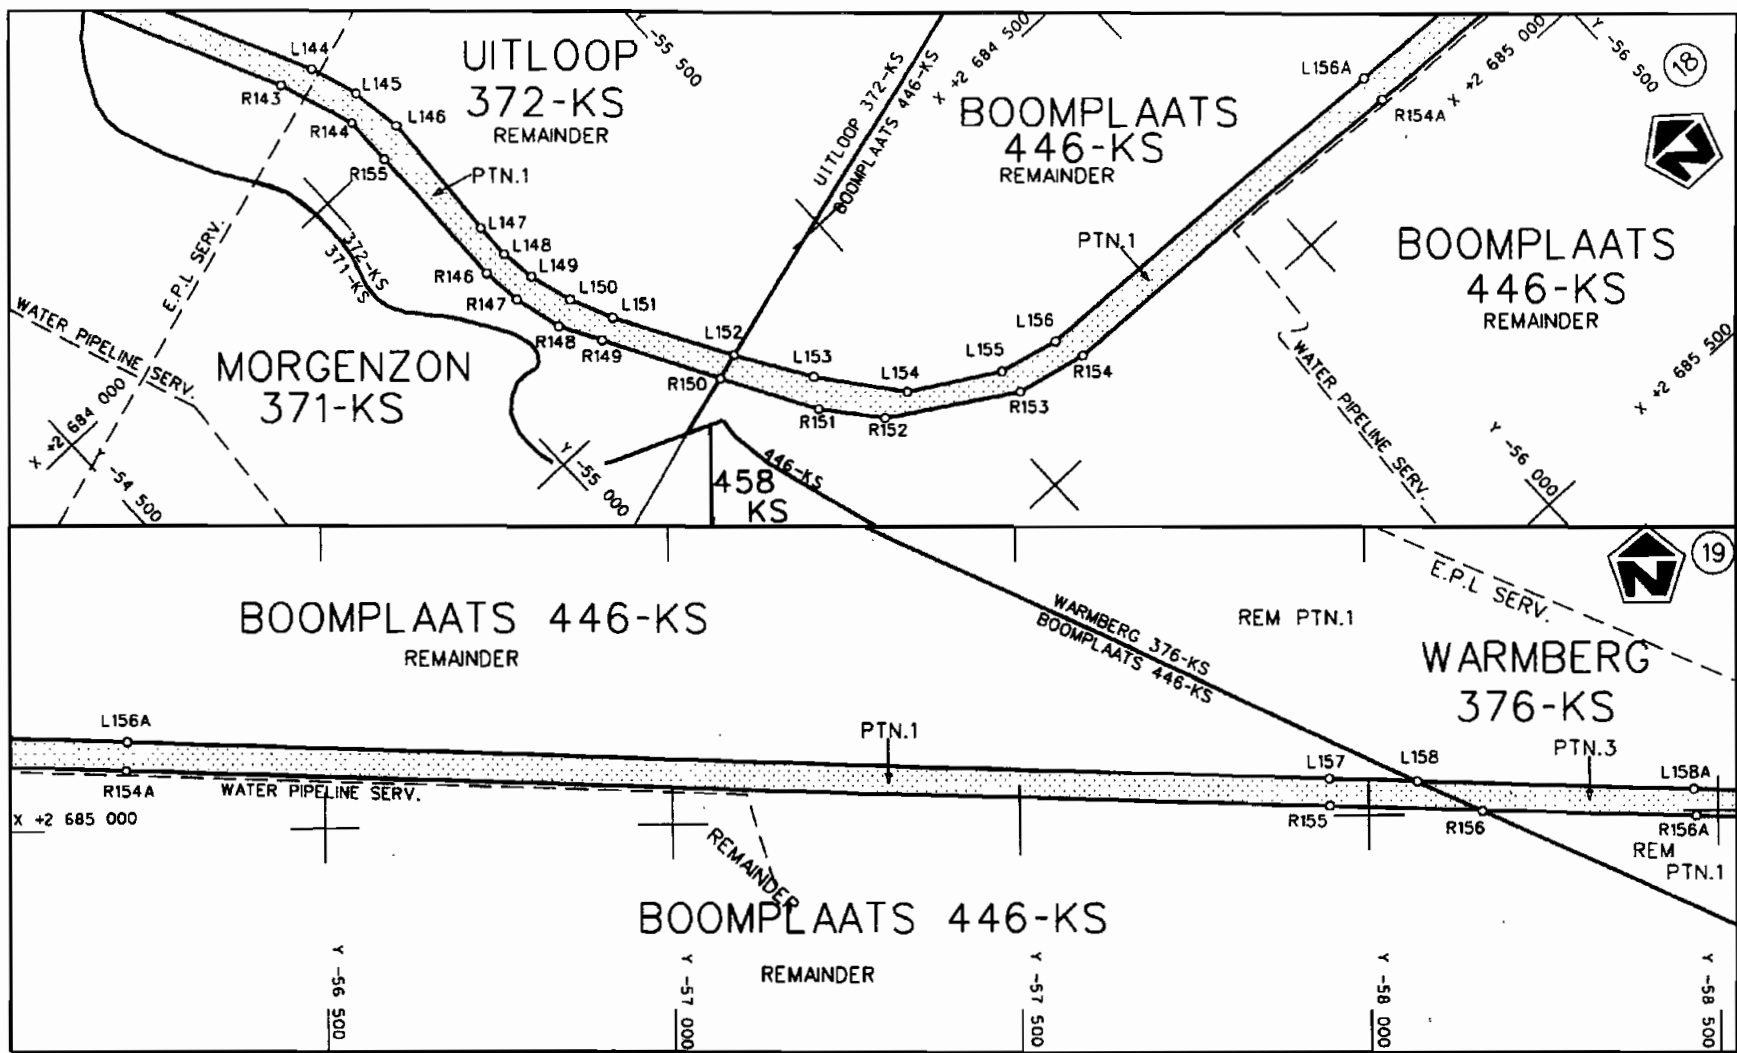 Y -55 500
X +2 684 500
X +2 685 000
Y -56 500
18
N
L144
R143
L145
R144
L146
R155
UITLOOP
372-KS
REMAINDER
PTN.1
UITLOOP 372-KS
BOOMPLAATS 446-KS
BOOMPLAATS
446-KS
REMAINDER
L156A
R154A
E.P.L SERV.
372-KS
371-KS
L147
L148
L149
R146
L150
R147
L151
R148
R149
L152
R150
L153
L154
L155
L156
R151
R152
R153
R154
PTN.1
BOOMPLAATS
446-KS
REMAINDER
WATER PIPELINE SERV.
MORGENZON
371-KS
WATER PIPELINE SERV.
X +2 685 500
X +2 684 000
Y -54 500
Y -55 000
446-KS
458
KS
Y -56 000
19
N
E.P.L SERV.
BOOMPLAATS 446-KS
REMAINDER
WARMBERG 376-KS
BOOMPLAATS 446-KS
REM PTN.1
WARMBERG
376-KS
L156A
R154A
WATER PIPELINE SERV.
PTN.1
L157
L158
PTN.3
L158A
X +2 685 000
R155
R156
R156A
REM
PTN.1
REMAINDER
BOOMPLAATS 446-KS
REMAINDER
Y -56 500
Y -57 000
Y -57 500
Y -58 000
Y -58 500